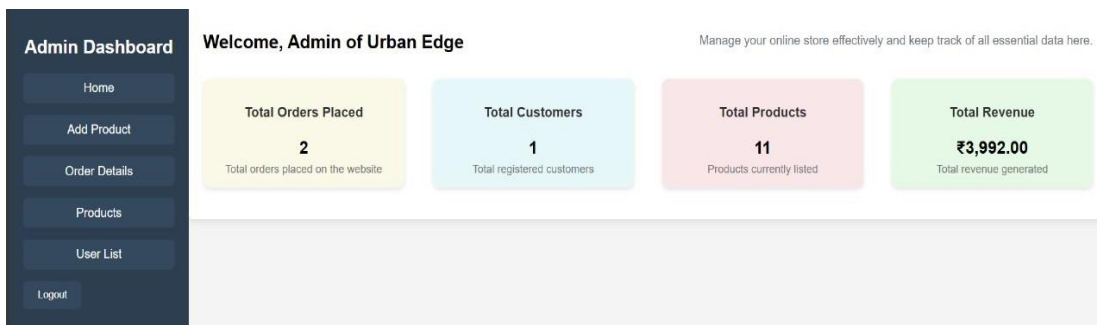 Admin Dashboard
Home
Add Product
Order Details
Products
User List
Logout
Welcome, Admin of Urban Edge
Manage your online store effectively and keep track of all essential data here.
Total Orders Placed
2
Total orders placed on the website
Total Customers
1
Total registered customers
Total Products
11
Products currently listed
Total Revenue
₹3,992.00
Total revenue generated